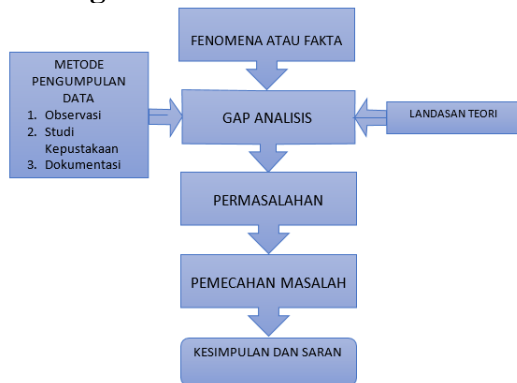 FENOMENA ATAU FAKTA
METODE
PENGUMPULAN
DATA
1. Observasi
2. Studi
Kepustakaan
3. Dokumentasi
GAP ANALISIS
LANDASAN TEORI
PERMASALAHAN
PEMECAHAN MASALAH
KESIMPULAN DAN SARAN